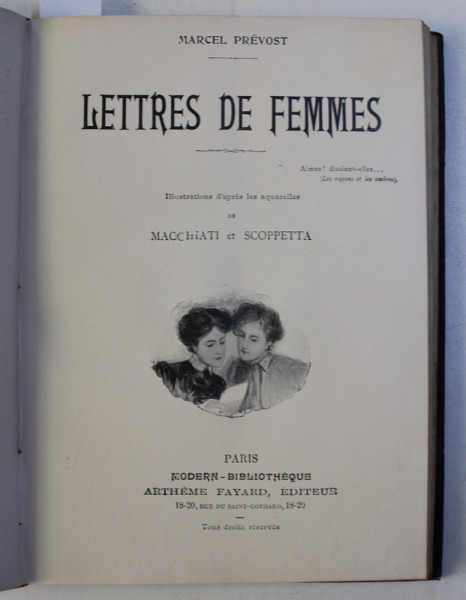 MARCEL PRÉVOST
LETTRES DE FEMMES
Aimez! disaient-elles...
(Les rayons et les ombres).
Illustrations d'après les aquarelles
DE
MACCHIATI et SCOPPETTA
PARIS
MODERN-BIBLIOTHÈQUE
ARTHÈME FAYARD, ÉDITEUR
18-20, RUE DU SAINT-GOTHARD, 18-20
Tous droits réservés